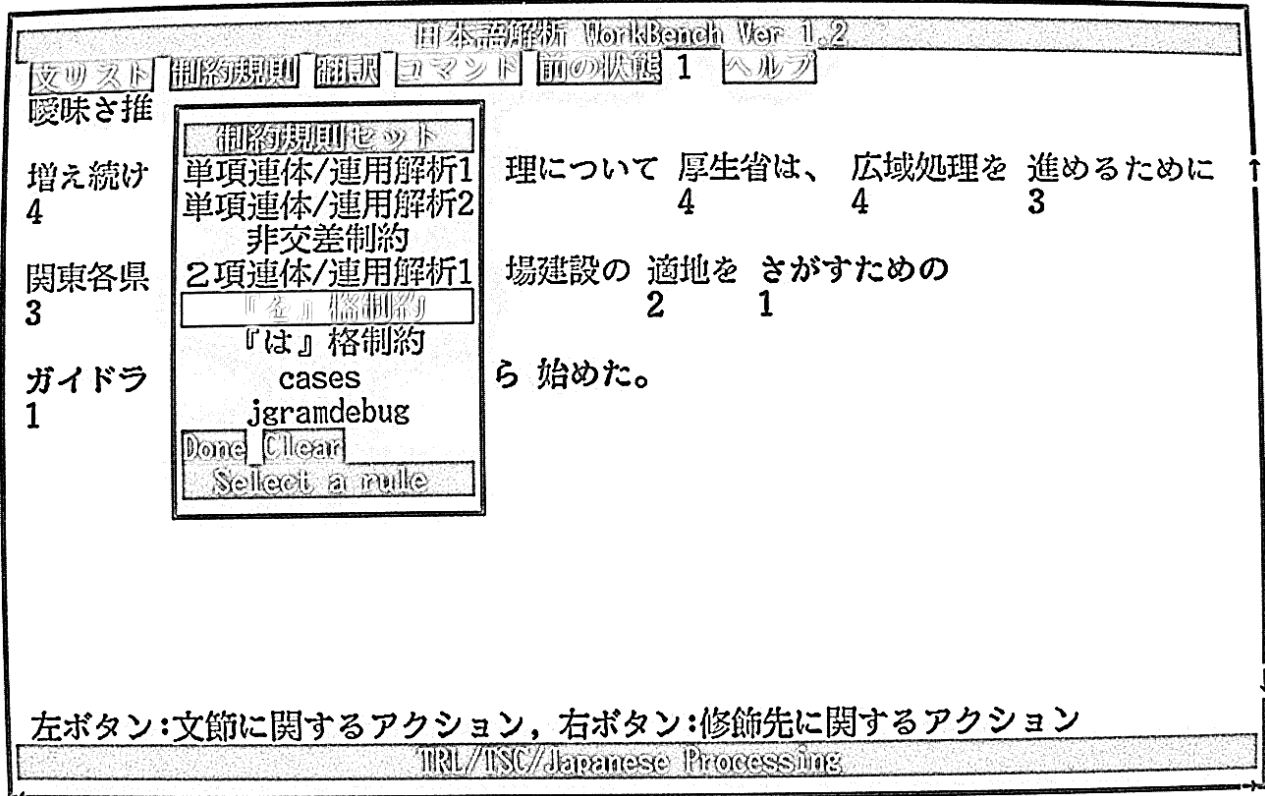 日本語解析 WorkBench Ver 1.2
文リスト 制約規則 翻訳 コマンド 前の状態 1 ヘルプ
曖昧さ推
制約規則セット
単項連体/連用解析1
単項連体/連用解析2
非交差制約
2項連体/連用解析1
『を』格制約
『は』格制約
cases
jgramdebug
Done Clear
Select a rule
増え続け 理について 厚生省は、 広域処理を 進めるために
4 4 4 3
関東各県 場建設の 適地を さがすための
3 2 1
ガイドラ ら 始めた。
1
左ボタン:文節に関するアクション, 右ボタン:修飾先に関するアクション
TRL/TSC/Japanese Processing